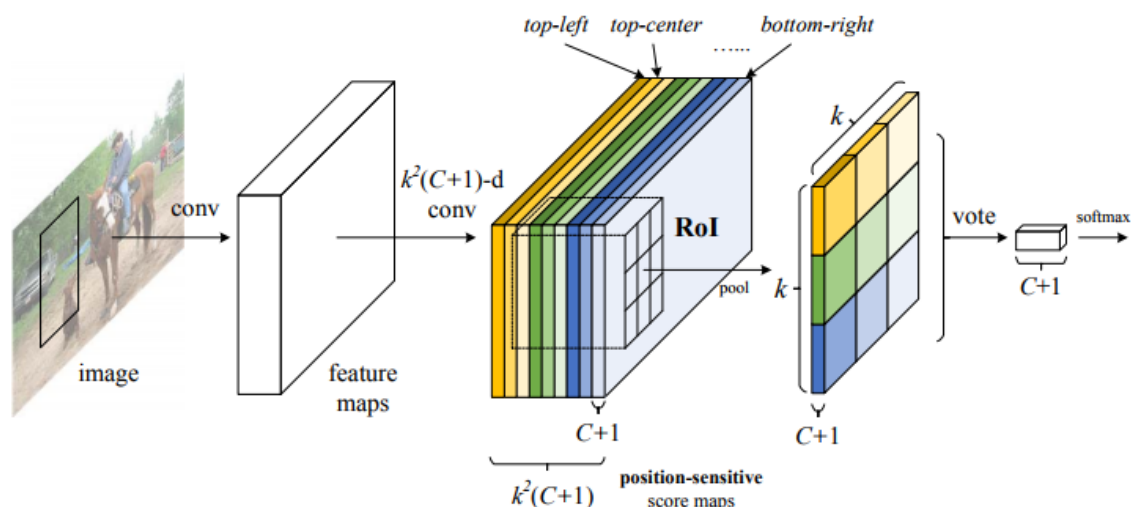 top-left top-center ...... bottom-right
image
conv
feature
maps
k²(C+1)-d
conv
RoI
pool
C+1
k²(C+1)
position-sensitive
score maps
k
k
C+1
vote
C+1
softmax